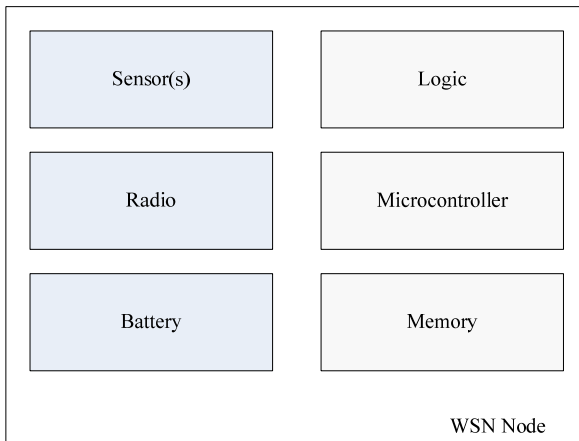 Sensor(s)
Logic
Radio
Microcontroller
Battery
Memory
WSN Node